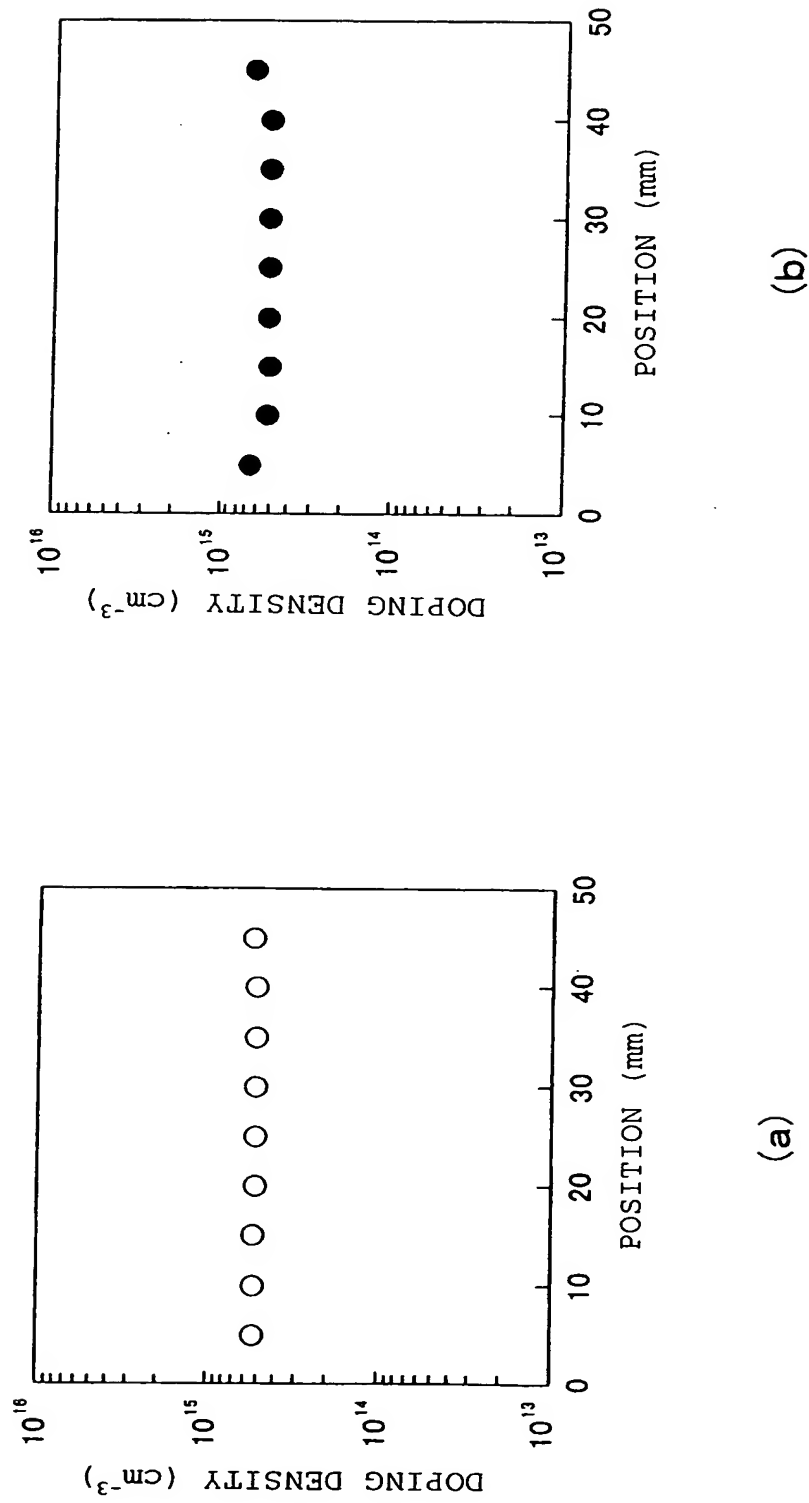 DOPING DENSITY (cm⁻³)
10¹⁶
10¹⁵
10¹⁴
10¹³
0 10 20 30 40 50
POSITION (mm)
(a)
DOPING DENSITY (cm⁻³)
10¹⁶
10¹⁵
10¹⁴
10¹³
0 10 20 30 40 50
POSITION (mm)
(b)